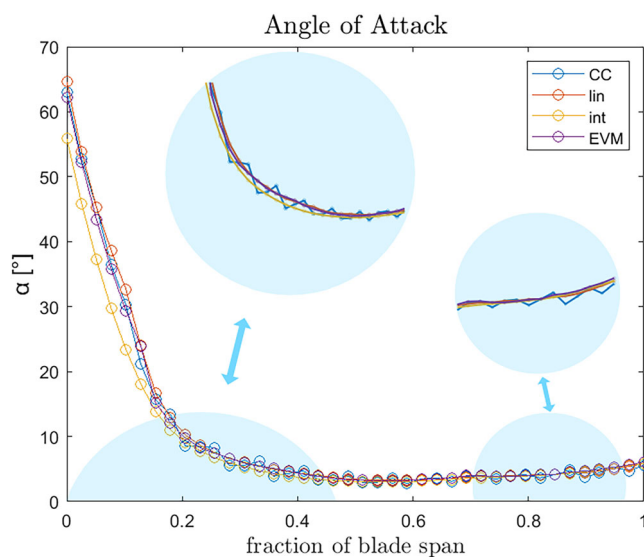 Angle of Attack
α [°]
70
60
50
40
30
20
10
0
0
0.2
0.4
0.6
0.8
1
fraction of blade span
CC
lin
int
EVM